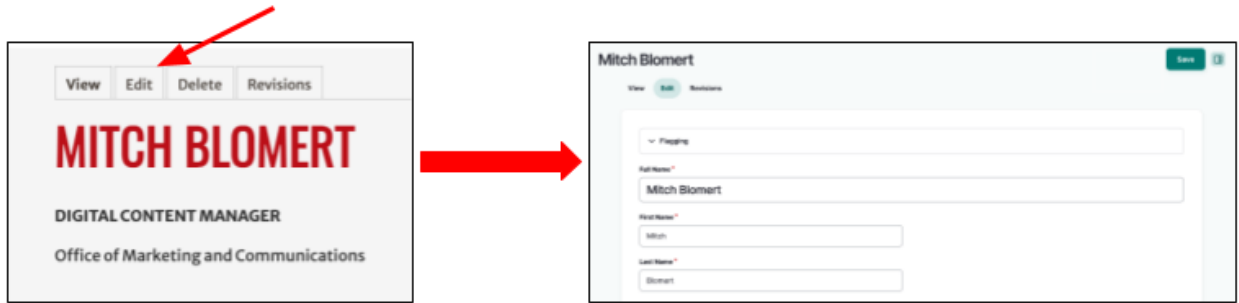 View Edit Delete Revisions
MITCH BLOMERT
DIGITAL CONTENT MANAGER
Office of Marketing and Communications
Mitch Blomert
Save
View Edit Revisions
Flagging
Full Name*
Mitch Blomert
First Name*
Mitch
Last Name*
Blomert